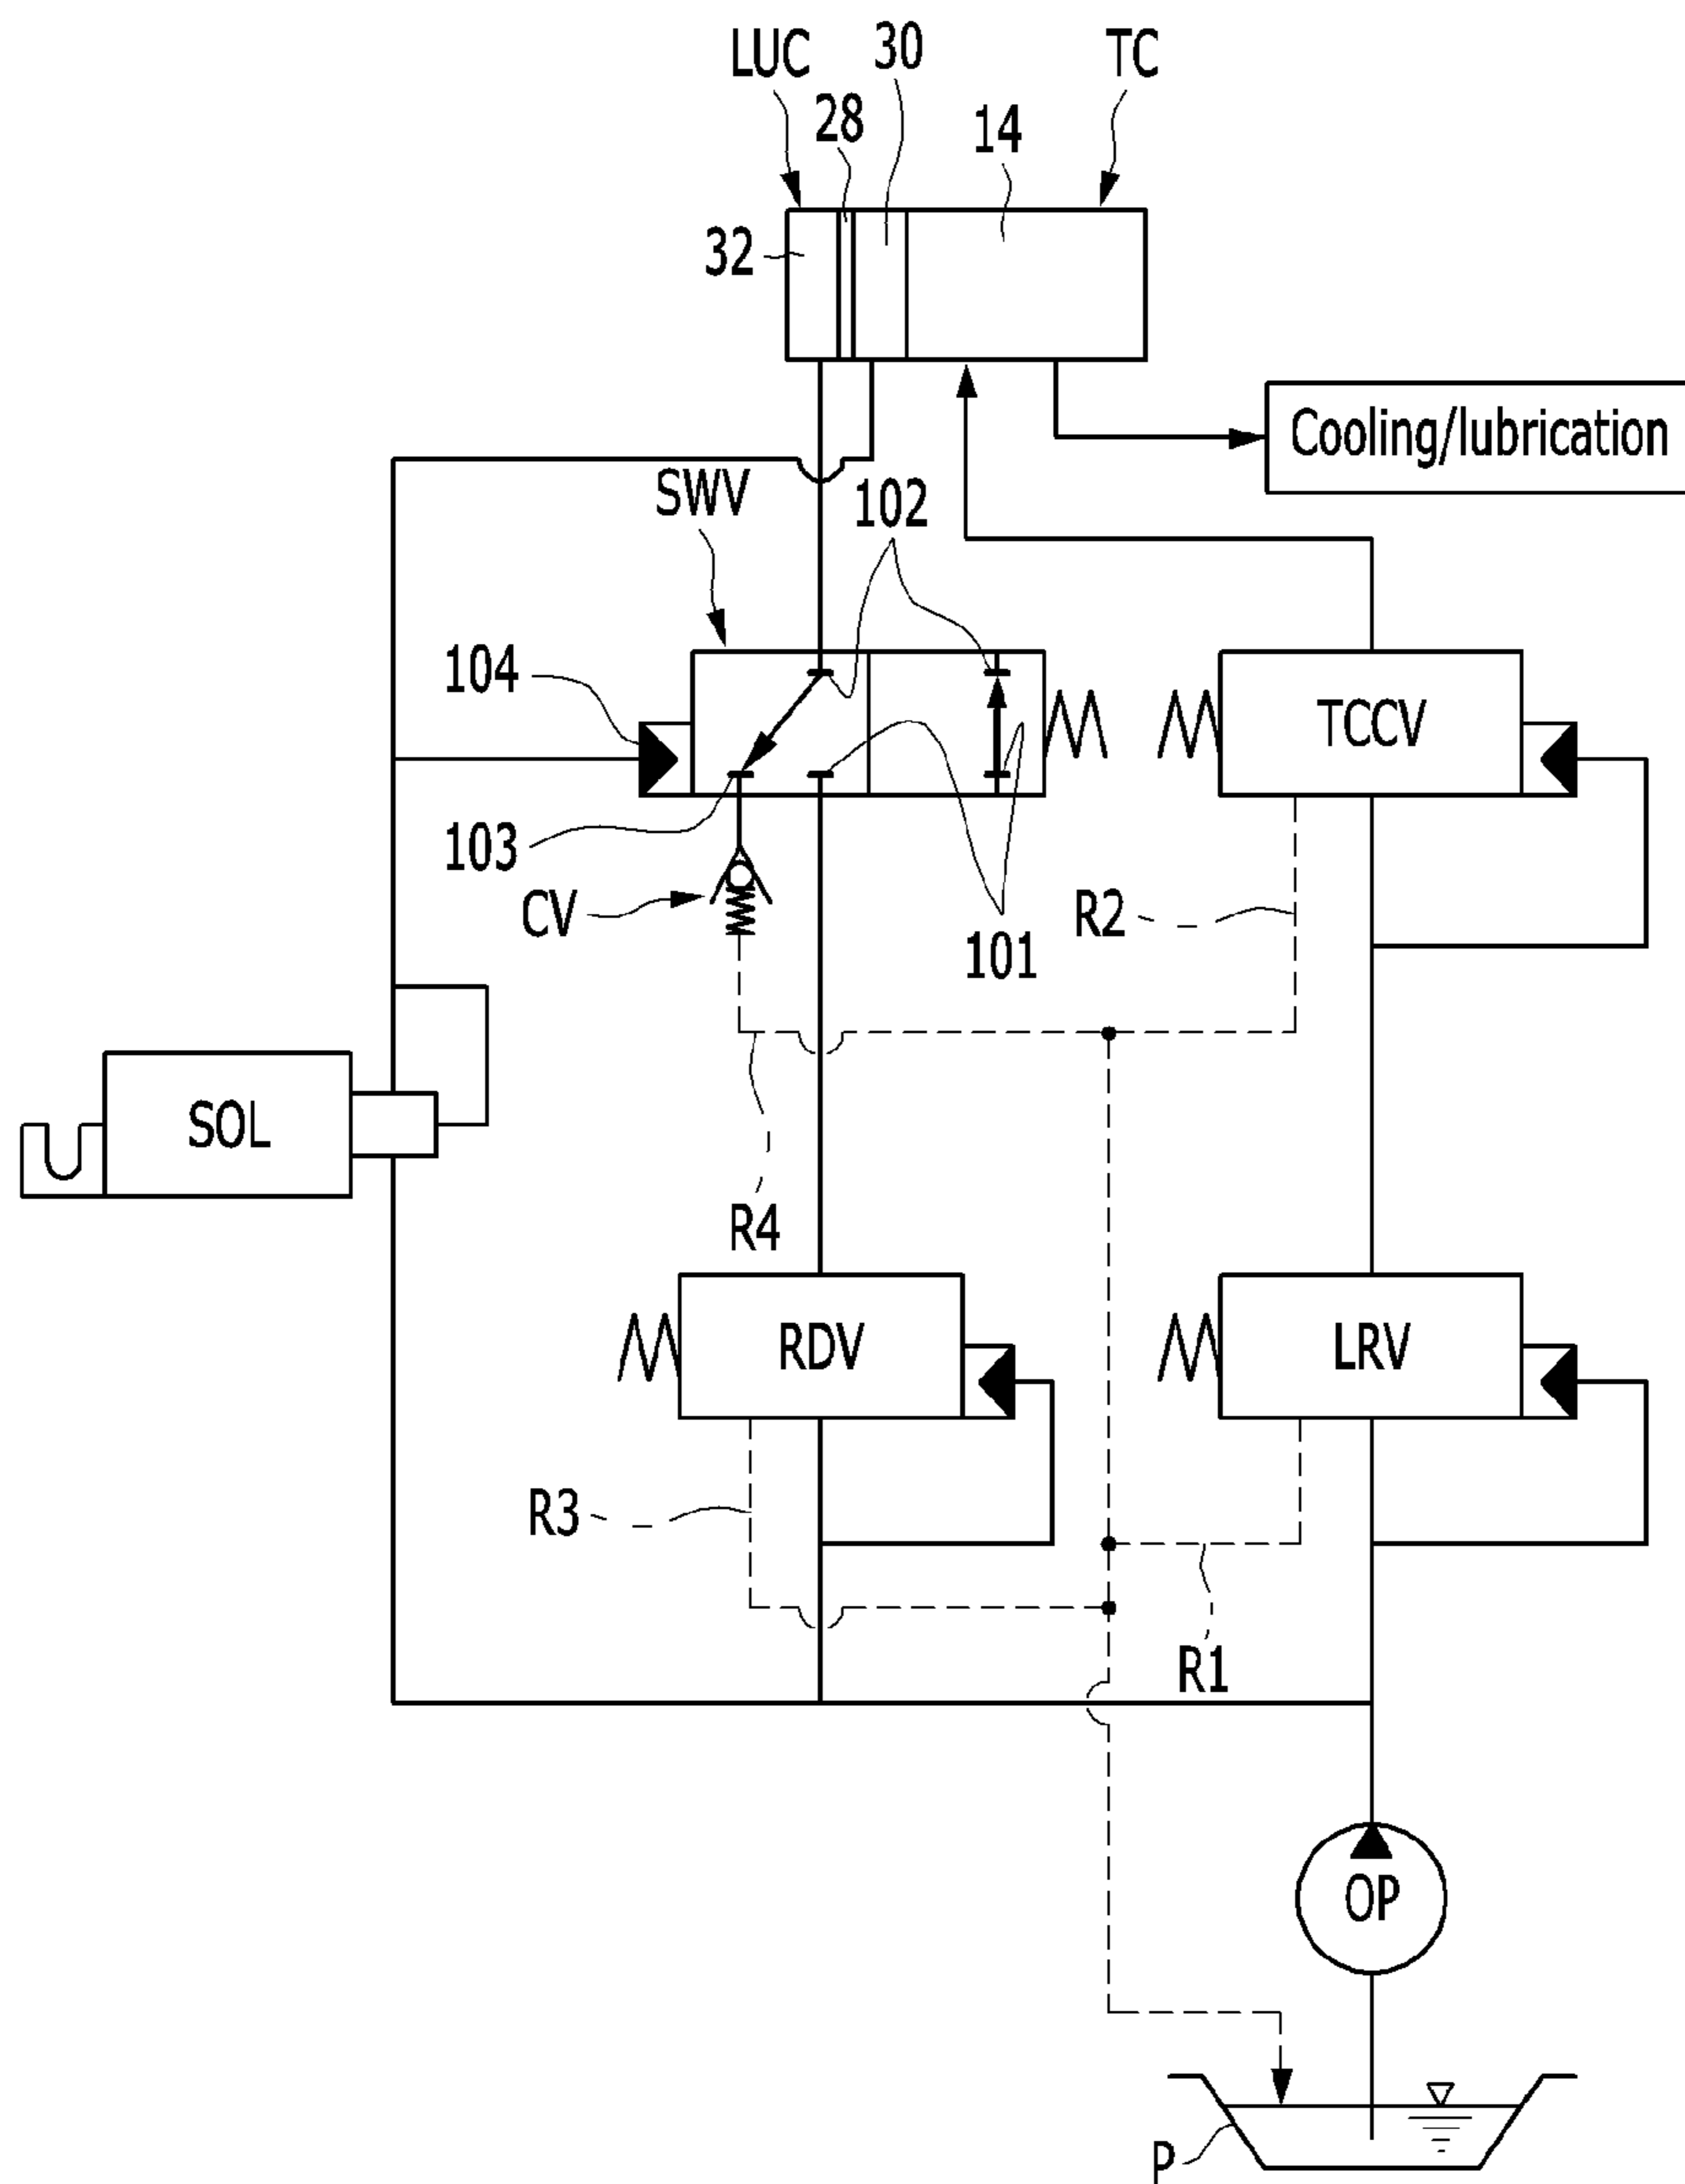 LUC
30
TC
28
14
32
Cooling/lubrication
SWV
102
104
TCCV
103
CV
R2
101
SOL
R4
RDV
LRV
R3
R1
OP
P